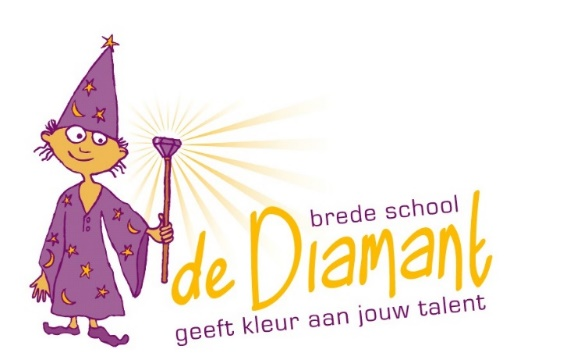 brede school
de Diamant
geeft kleur aan jouw talent